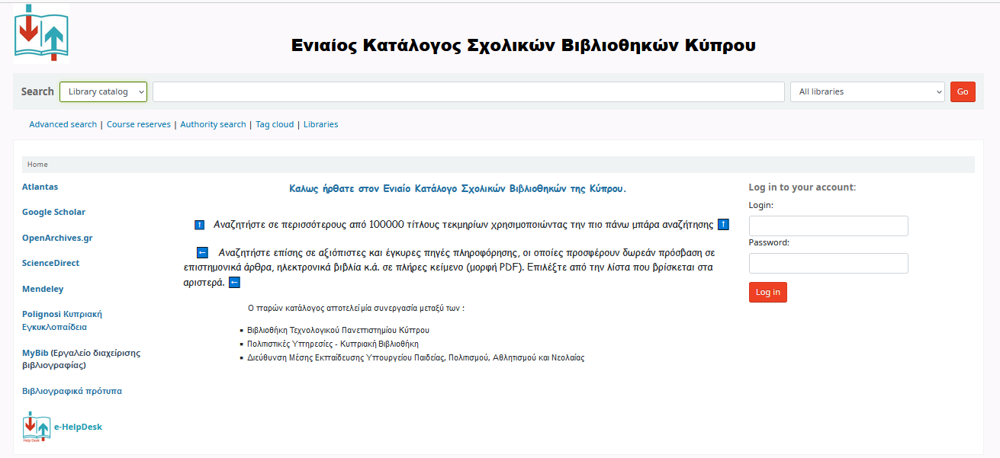 Ενιαίος Κατάλογος Σχολικών Βιβλιοθηκών Κύπρου
Search Library catalog All libraries Go
Advanced search | Course reserves | Authority search | Tag cloud | Libraries
Home
Atlantas
Google Scholar
OpenArchives.gr
ScienceDirect
Mendeley
Polignosi Κυπριακή
Εγκυκλοπαίδεια
MyBib (Εργαλείο διαχείρισης
βιβλιογραφίας)
Βιβλιογραφικά πρότυπα
Help Desk
e-HelpDesk
Καλως ήρθατε στον Ενιαίο Κατάλογο Σχολικών Βιβλιοθηκών της Κύπρου.
↑ Αναζητήστε σε περισσότερους από 100000 τίτλους τεκμηρίων χρησιμοποιώντας την πιο πάνω μπάρα αναζήτησης ↑
← Αναζητήστε επίσης σε αξιόπιστες και έγκυρες πηγές πληροφόρησης, οι οποίες προσφέρουν δωρεάν πρόσβαση σε
επιστημονικά άρθρα, ηλεκτρονικά βιβλία κ.ά. σε πλήρες κείμενο (μορφή PDF). Επιλέξτε από την λίστα που βρίσκεται στα
αριστερά. ←
Ο παρών κατάλογος αποτελεί μία συνεργασία μεταξύ των :
▪ Βιβλιοθήκη Τεχνολογικού Πανεπιστημίου Κύπρου
▪ Πολιτιστικές Υπηρεσίες - Κυπριακή Βιβλιοθήκη
▪ Διεύθυνση Μέσης Εκπαίδευσης Υπουργείου Παιδείας, Πολιτισμού, Αθλητισμού και Νεολαίας
Log in to your account:
Login:
Password:
Log in